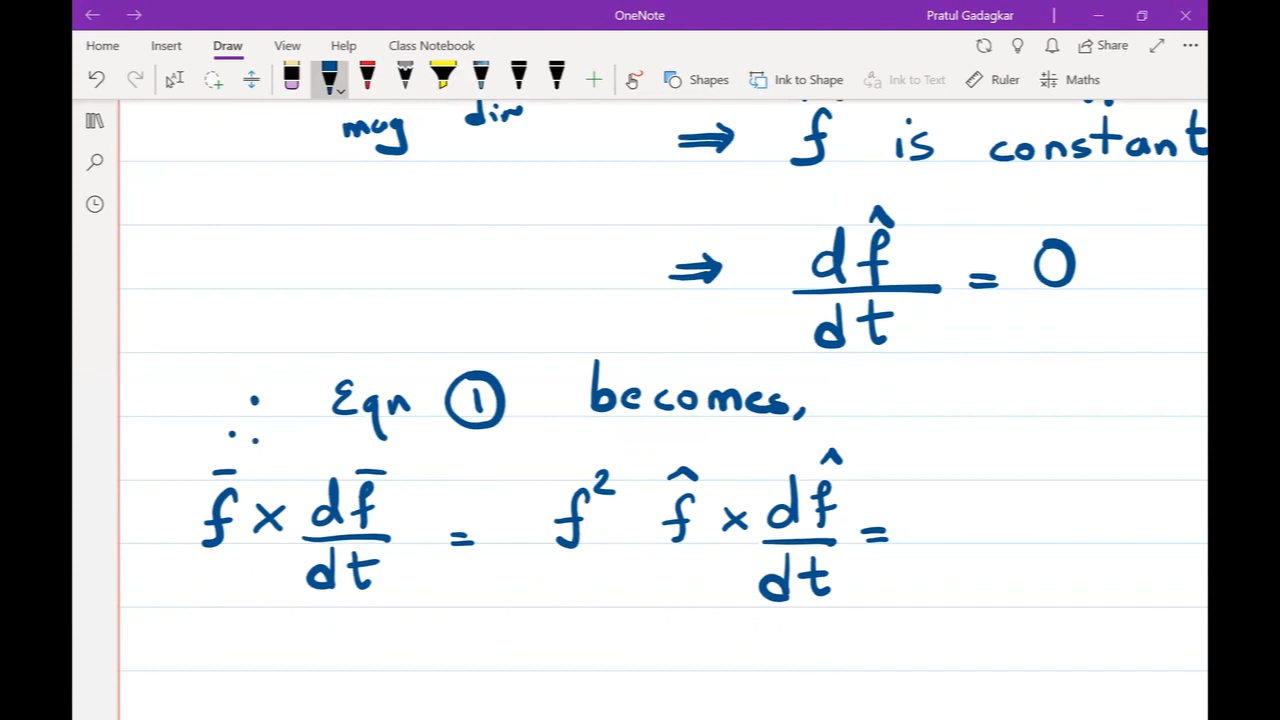 OneNote
Pratul Gadagkar
Home Insert Draw View Help Class Notebook Share
Shapes Ink to Shape Ink to Text Ruler Maths
mag dirⁿ
⇒ f̂ is constant
⇒ df̂/dt = 0
∴ Eqn ① becomes,
f̄ × df̄/dt = f² f̂ × df̂/dt =